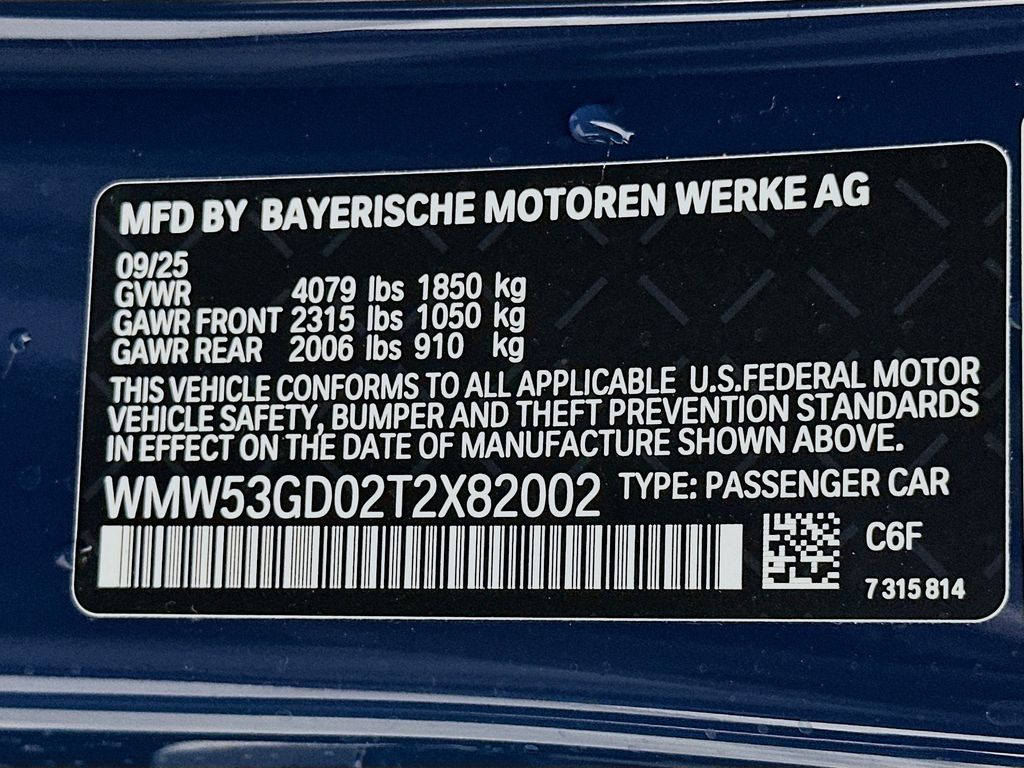 MFD BY BAYERISCHE MOTOREN WERKE AG
09/25
GVWR 4079 lbs 1850 kg
GAWR FRONT 2315 lbs 1050 kg
GAWR REAR 2006 lbs 910 kg
THIS VEHICLE CONFORMS TO ALL APPLICABLE U.S.FEDERAL MOTOR
VEHICLE SAFETY, BUMPER AND THEFT PREVENTION STANDARDS
IN EFFECT ON THE DATE OF MANUFACTURE SHOWN ABOVE.
WMW53GD02T2X82002 TYPE: PASSENGER CAR
C6F
7 315 814